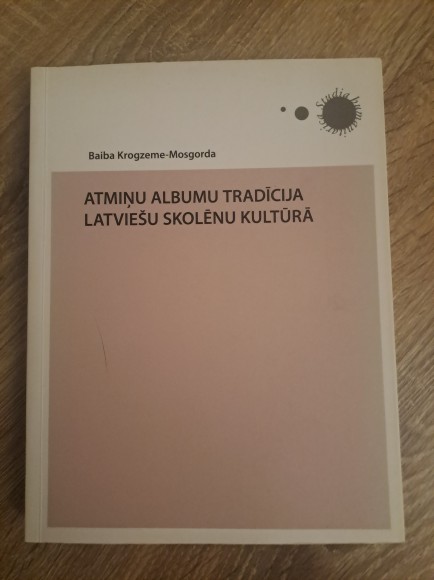 Studia humanitarica
Baiba Krogzeme-Mosgorda
ATMIŅU ALBUMU TRADĪCIJA
LATVIEŠU SKOLĒNU KULTŪRĀ